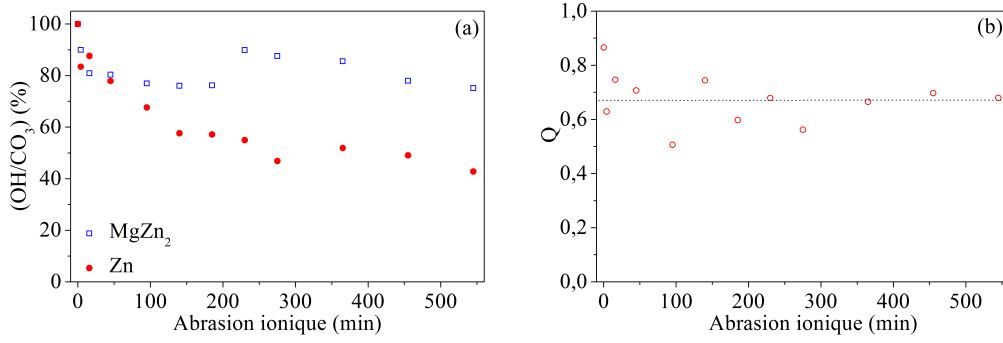 (a)
100
80
60
40
20
0
(OH/CO₃) (%)
MgZn₂
Zn
0 100 200 300 400 500
Abrasion ionique (min)
(b)
1,0
0,8
0,6
0,4
0,2
0,0
Q
0 100 200 300 400 500
Abrasion ionique (min)